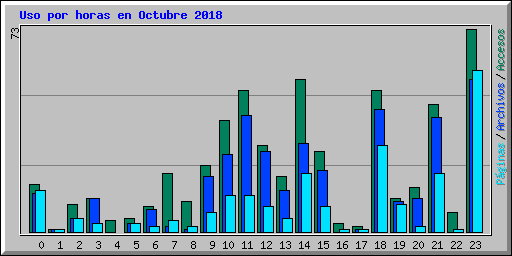 Uso por horas en Octubre 2018
73
Páginas / Archivos / Accesos
0 1 2 3 4 5 6 7 8 9 10 11 12 13 14 15 16 17 18 19 20 21 22 23